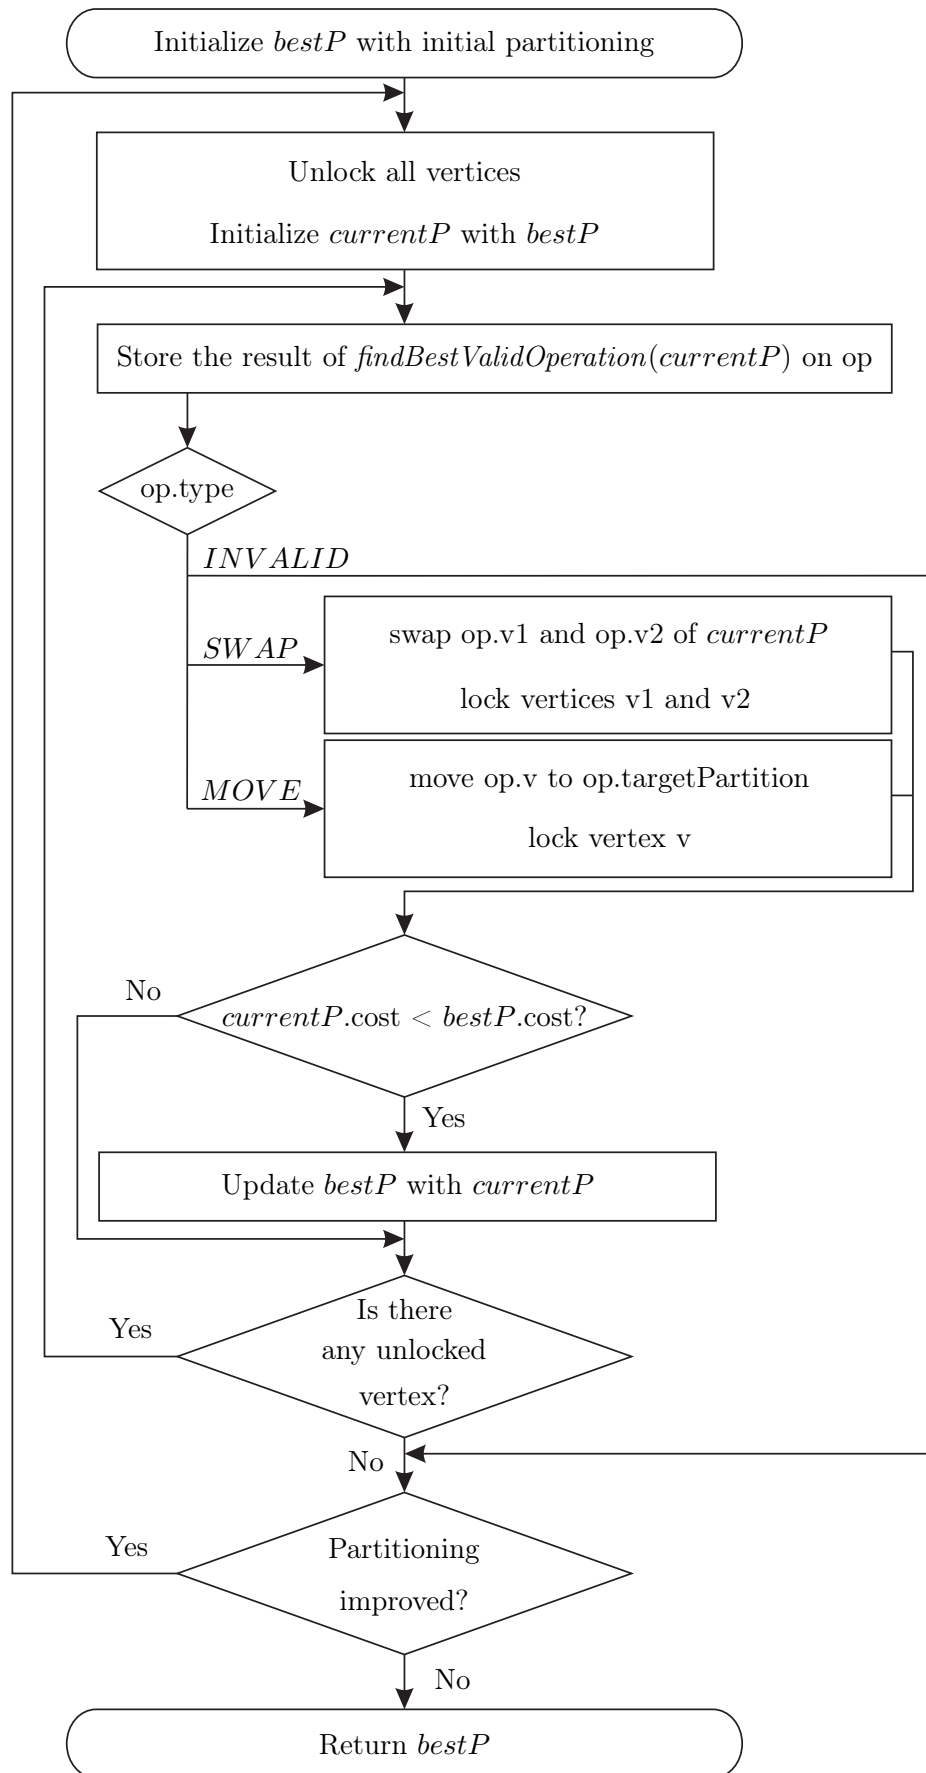 Initialize bestP with initial partitioning
Unlock all vertices
Initialize currentP with bestP
Store the result of findBestValidOperation(currentP) on op
op.type
INVALID
SWAP
swap op.v1 and op.v2 of currentP
lock vertices v1 and v2
MOVE
move op.v to op.targetPartition
lock vertex v
No
currentP.cost < bestP.cost?
Yes
Update bestP with currentP
Is there
Yes
any unlocked
vertex?
No
Yes
Partitioning
improved?
No
Return bestP